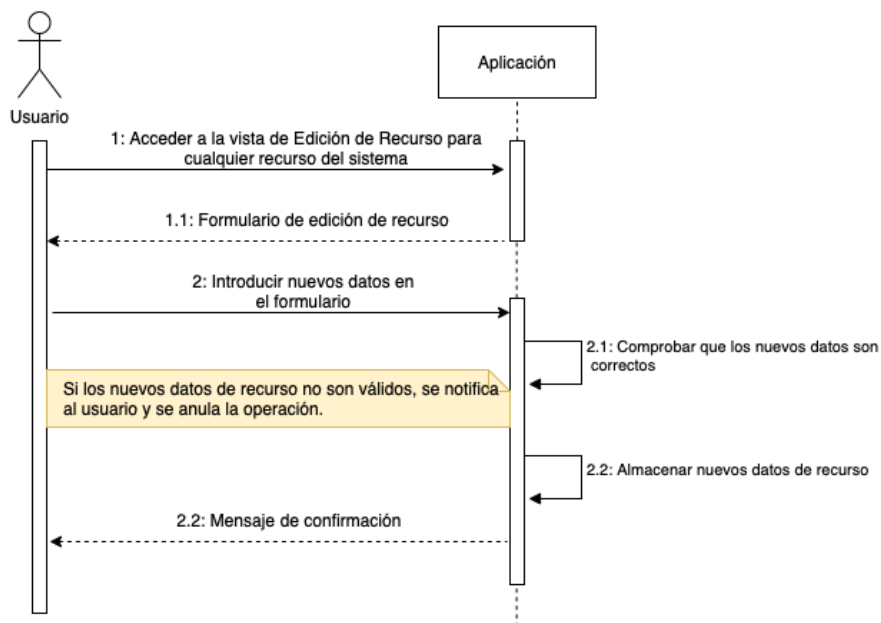 Aplicación
Usuario
1: Acceder a la vista de Edición de Recurso para
cualquier recurso del sistema
1.1: Formulario de edición de recurso
2: Introducir nuevos datos en
el formulario
2.1: Comprobar que los nuevos datos son
correctos
Si los nuevos datos de recurso no son válidos, se notifica
al usuario y se anula la operación.
2.2: Almacenar nuevos datos de recurso
2.2: Mensaje de confirmación